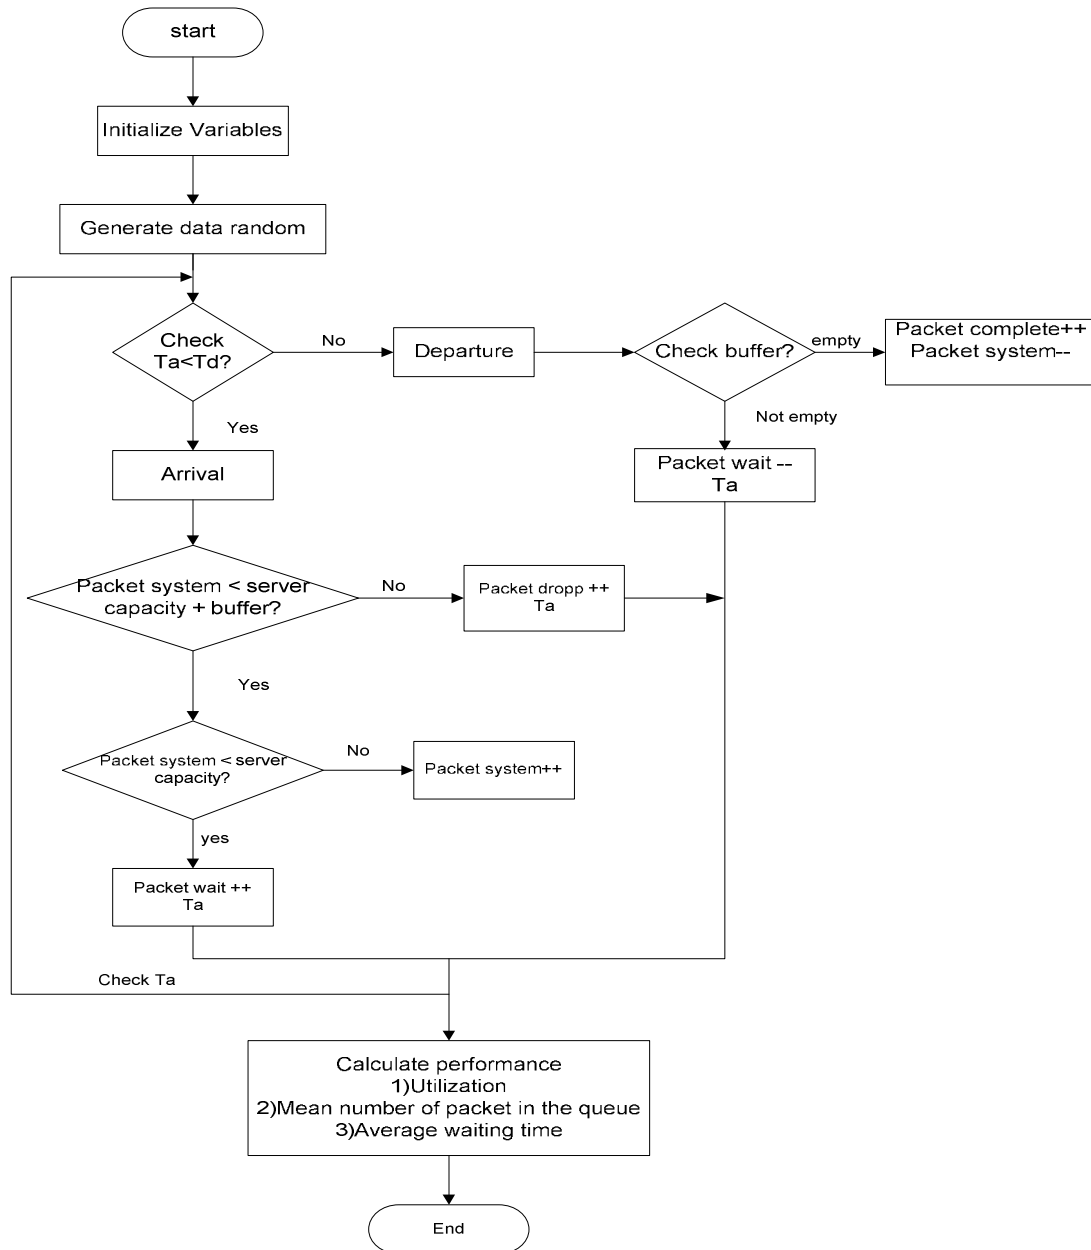 start
Initialize Variables
Generate data random
Check
Ta<Td?
No
Departure
Check buffer?
empty
Packet complete++
Packet system--
Yes
Not empty
Arrival
Packet wait --
Ta
Packet system < server
capacity + buffer?
No
Packet dropp ++
Ta
Yes
Packet system < server
capacity?
No
Packet system++
yes
Packet wait ++
Ta
Check Ta
Calculate performance
1)Utilization
2)Mean number of packet in the queue
3)Average waiting time
End